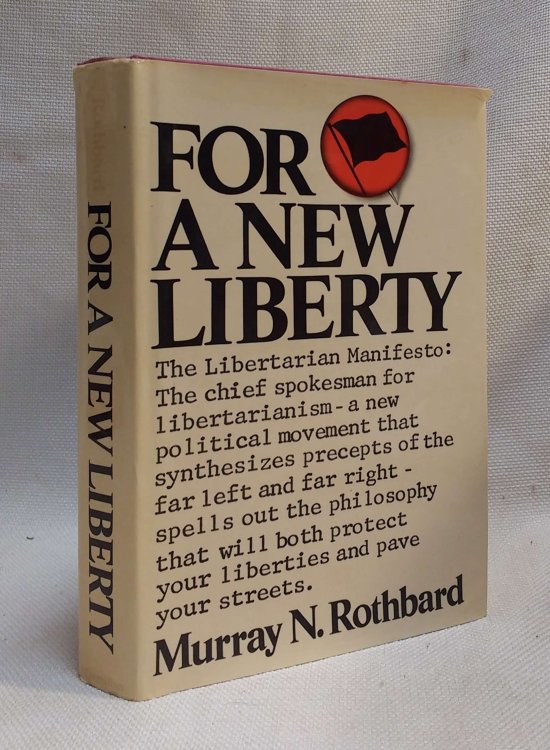 FOR
A NEW
LIBERTY
The Libertarian Manifesto:
The chief spokesman for
libertarianism-a new
political movement that
synthesizes precepts of the
far left and far right -
spells out the philosophy
that will both protect
your liberties and pave
your streets.
Murray N. Rothbard
FOR A NEW LIBERTY